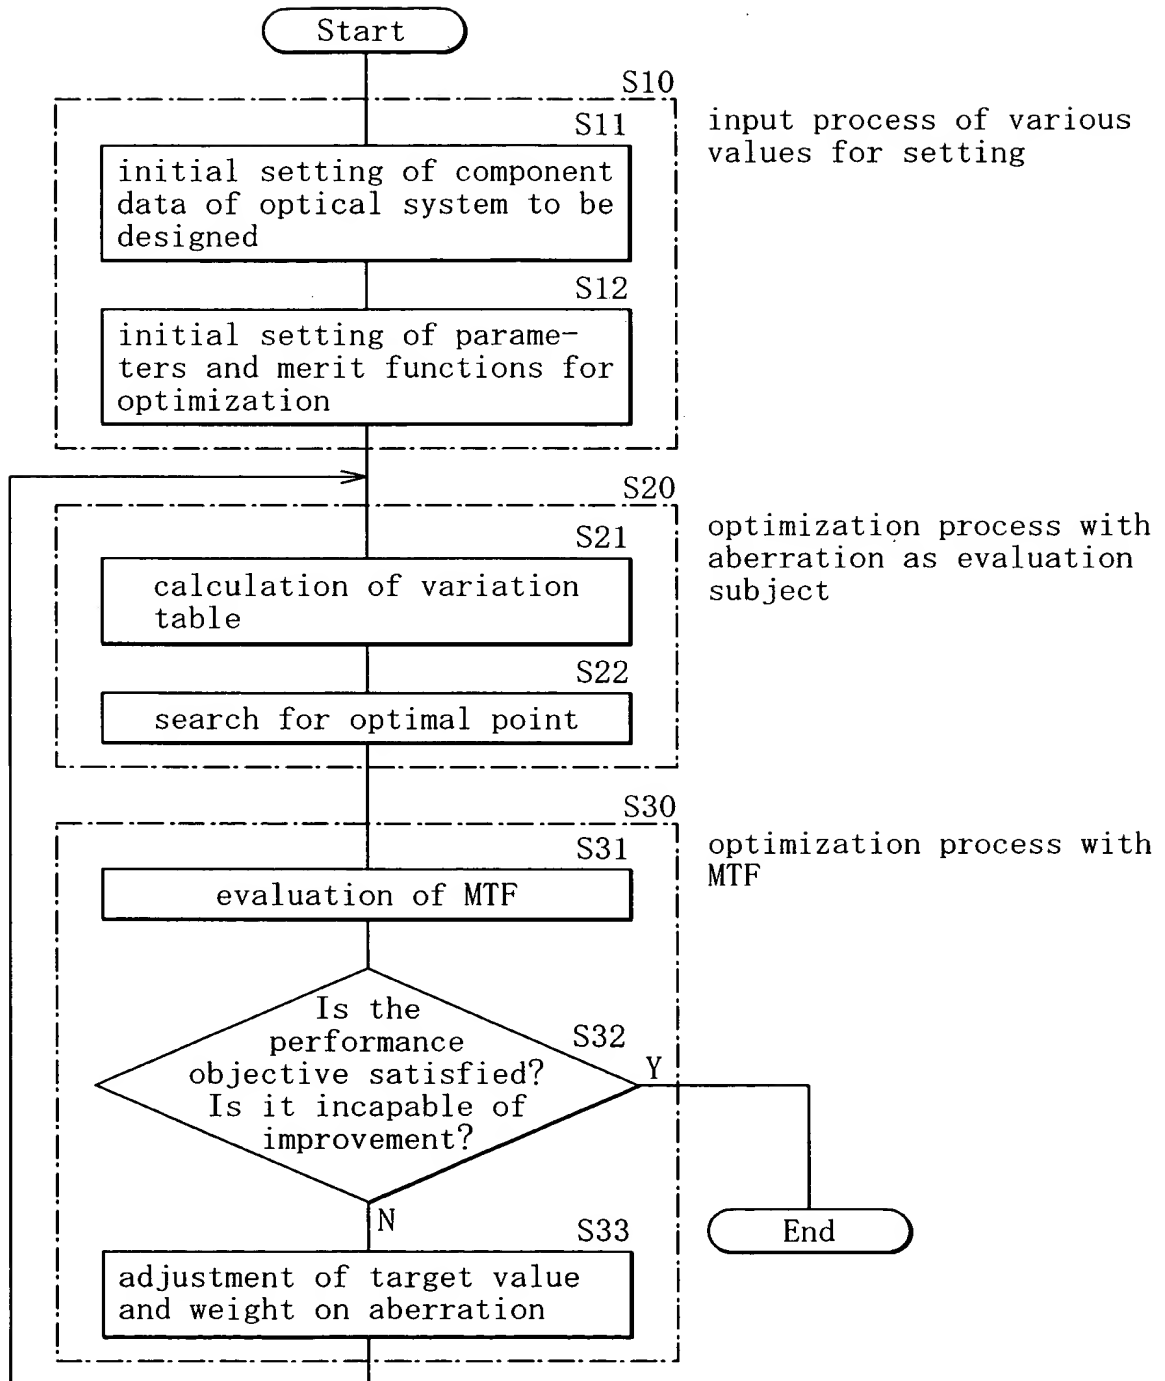 Start
S10
input process of various
values for setting
S11
initial setting of component
data of optical system to be
designed
S12
initial setting of parame-
ters and merit functions for
optimization
S20
optimization process with
aberration as evaluation
subject
S21
calculation of variation
table
S22
search for optimal point
S30
optimization process with
MTF
S31
evaluation of MTF
Is the
performance
objective satisfied?
Is it incapable of
improvement?
S32
Y
N
End
S33
adjustment of target value
and weight on aberration